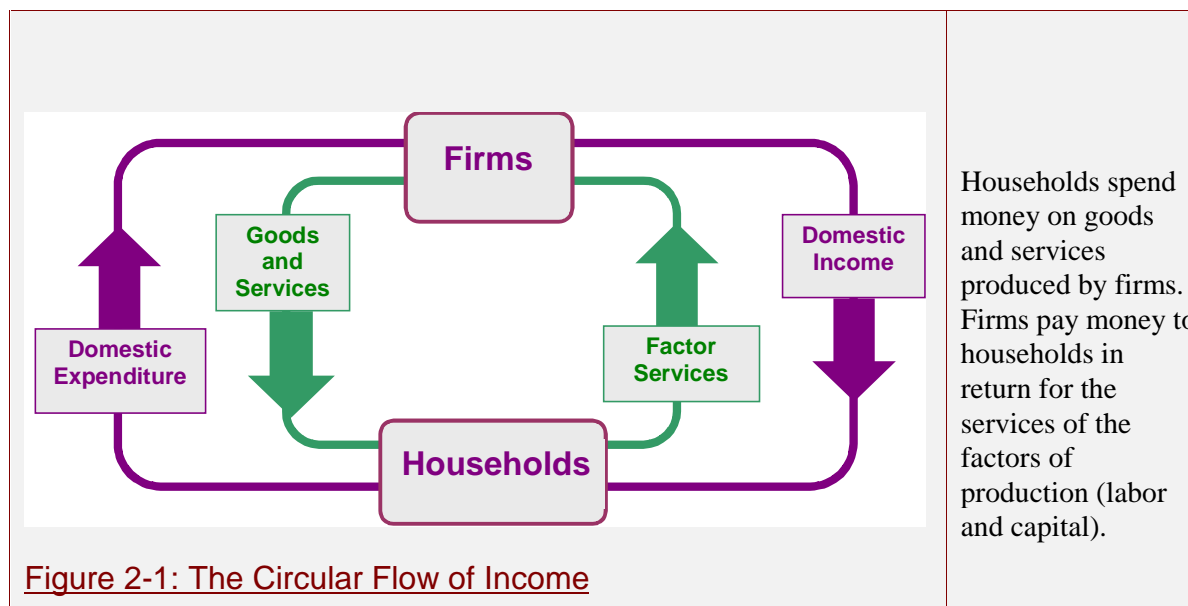 Firms
Goods
and
Services
Domestic
Income
Domestic
Expenditure
Factor
Services
Households
Figure 2-1: The Circular Flow of Income
Households spend
money on goods
and services
produced by firms.
Firms pay money
households in
return for the
services of the
factors of
production (labor
and capital).